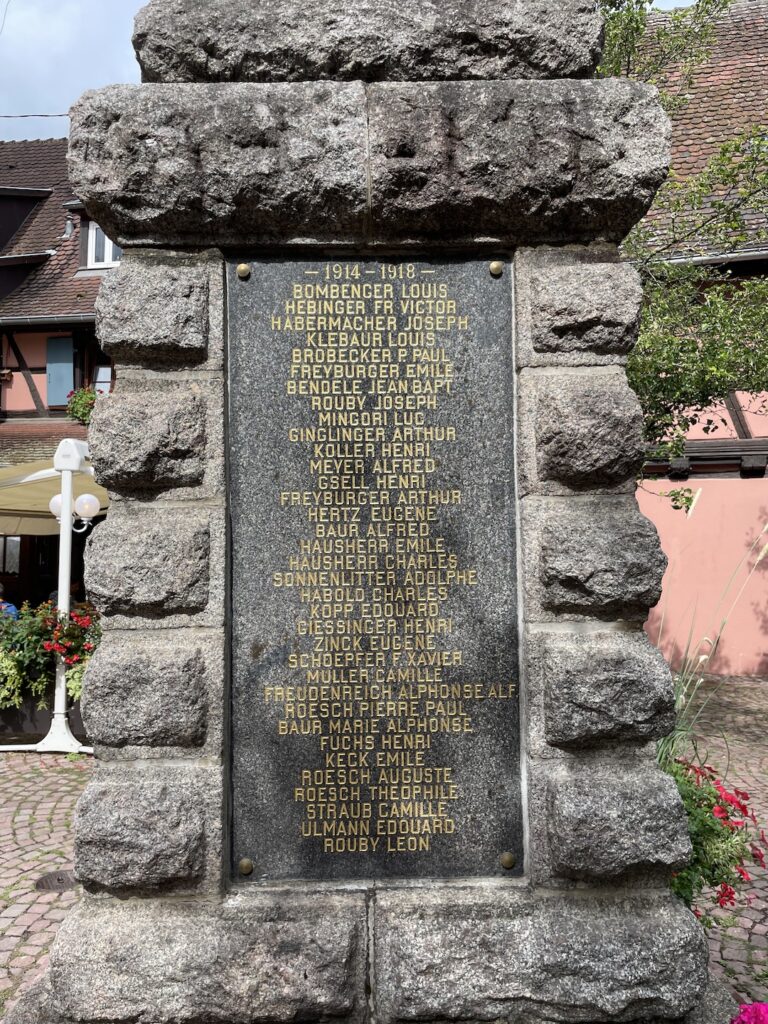 — 1914 – 1918 —
BOMBENGER LOUIS
HEBINGER FR VICTOR
HABERMACHER JOSEPH
KLEBAUR LOUIS
BROBECKER P PAUL
FREYBURGER EMILE
BENDELE JEAN BAPT
ROUBY JOSEPH
MINGORI LUC
GINGLINGER ARTHUR
KOLLER HENRI
MEYER ALFRED
GSELL HENRI
FREYBURGER ARTHUR
HERTZ EUGENE
BAUR ALFRED
HAUSHERR EMILE
HAUSHERR CHARLES
SONNENLITTER ADOLPHE
HABOLD CHARLES
KOPP EDOUARD
GIESSINGER HENRI
ZINCK EUGENE
SCHOEPFER F. XAVIER
MULLER CAMILLE
FREUDENREICH ALPHONSE ALF
ROESCH PIERRE PAUL
BAUR MARIE ALPHONSE
FUCHS HENRI
KECK EMILE
ROESCH AUGUSTE
ROESCH THEOPHILE
STRAUB CAMILLE
ULMANN EDOUARD
ROUBY LEON